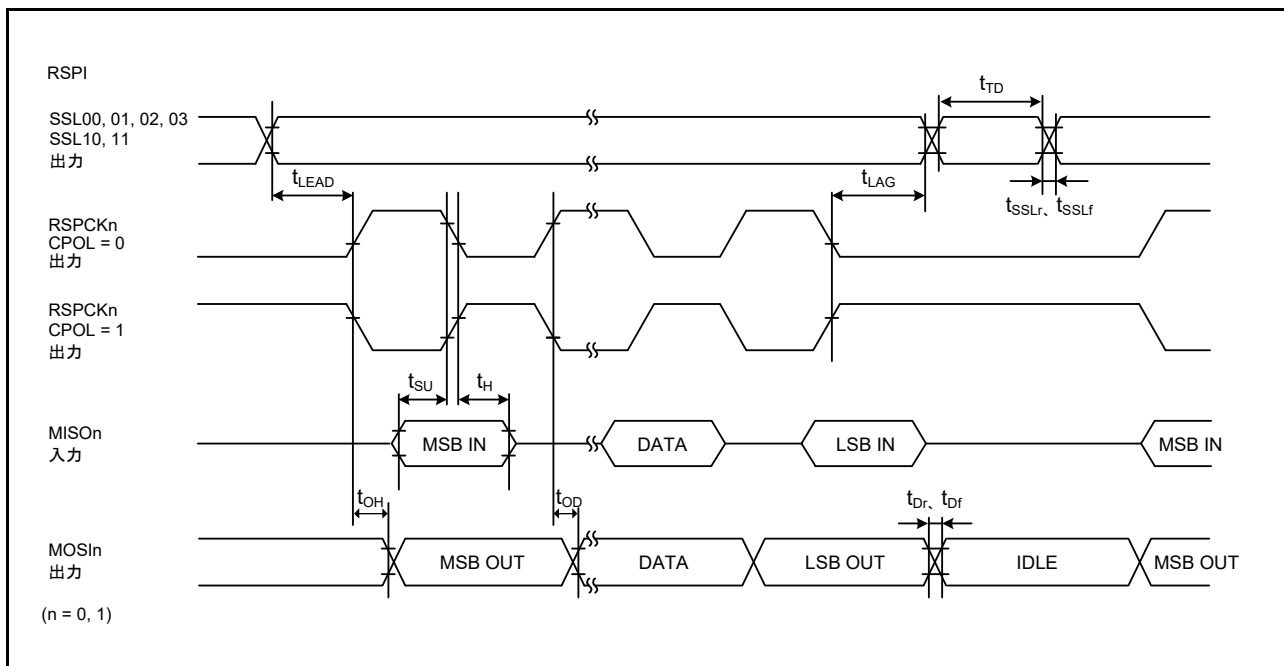 RSPI
SSL00, 01, 02, 03
SSL10, 11
出力
tTD
tLEAD
tLAG
tSSLr、tSSLf
RSPCKn
CPOL = 0
出力
RSPCKn
CPOL = 1
出力
tSU
tH
MISOn
入力
MSB IN
DATA
LSB IN
MSB IN
tOH
tOD
tDr、tDf
MOSIn
出力
MSB OUT
DATA
LSB OUT
IDLE
MSB OUT
(n = 0, 1)